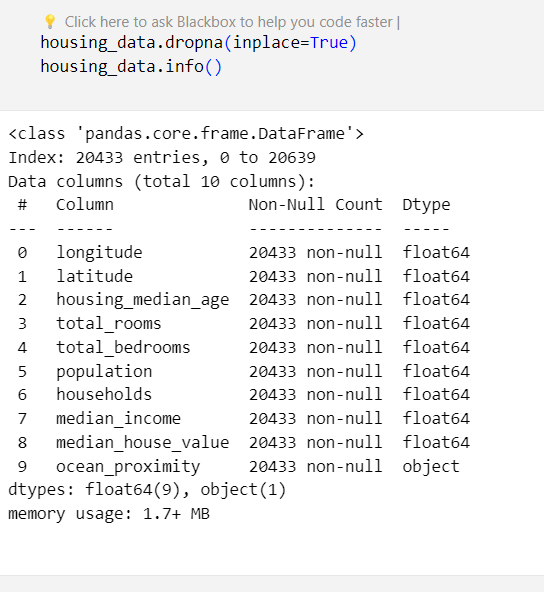 💡 Click here to ask Blackbox to help you code faster |
housing_data.dropna(inplace=True)
housing_data.info()
<class 'pandas.core.frame.DataFrame'>
Index: 20433 entries, 0 to 20639
Data columns (total 10 columns):
 #   Column              Non-Null Count  Dtype
---  ------              --------------  -----
 0   longitude           20433 non-null  float64
 1   latitude            20433 non-null  float64
 2   housing_median_age  20433 non-null  float64
 3   total_rooms         20433 non-null  float64
 4   total_bedrooms      20433 non-null  float64
 5   population          20433 non-null  float64
 6   households          20433 non-null  float64
 7   median_income       20433 non-null  float64
 8   median_house_value  20433 non-null  float64
 9   ocean_proximity     20433 non-null  object
dtypes: float64(9), object(1)
memory usage: 1.7+ MB